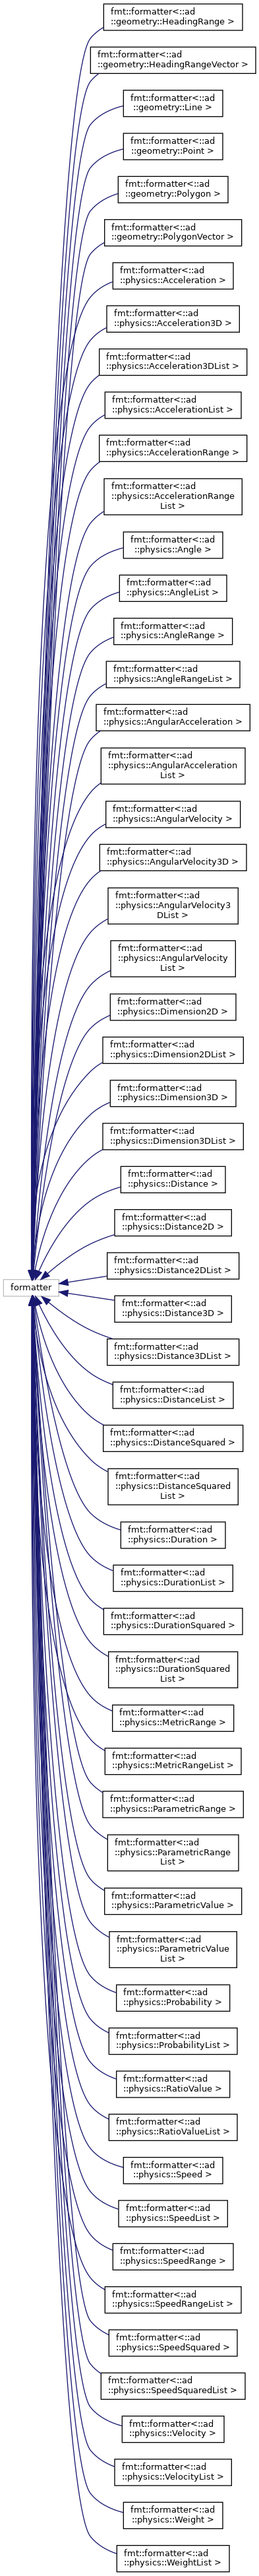 fmt::formatter<::ad
::geometry::HeadingRange >
fmt::formatter<::ad
::geometry::HeadingRangeVector >
fmt::formatter<::ad
::geometry::Line >
fmt::formatter<::ad
::geometry::Point >
fmt::formatter<::ad
::geometry::Polygon >
fmt::formatter<::ad
::geometry::PolygonVector >
fmt::formatter<::ad
::physics::Acceleration >
fmt::formatter<::ad
::physics::Acceleration3D >
fmt::formatter<::ad
::physics::Acceleration3DList >
fmt::formatter<::ad
::physics::AccelerationList >
fmt::formatter<::ad
::physics::AccelerationRange >
fmt::formatter<::ad
::physics::AccelerationRange
List >
fmt::formatter<::ad
::physics::Angle >
fmt::formatter<::ad
::physics::AngleList >
fmt::formatter<::ad
::physics::AngleRange >
fmt::formatter<::ad
::physics::AngleRangeList >
fmt::formatter<::ad
::physics::AngularAcceleration >
fmt::formatter<::ad
::physics::AngularAcceleration
List >
fmt::formatter<::ad
::physics::AngularVelocity >
fmt::formatter<::ad
::physics::AngularVelocity3D >
fmt::formatter<::ad
::physics::AngularVelocity3
DList >
fmt::formatter<::ad
::physics::AngularVelocity
List >
fmt::formatter<::ad
::physics::Dimension2D >
fmt::formatter<::ad
::physics::Dimension2DList >
fmt::formatter<::ad
::physics::Dimension3D >
fmt::formatter<::ad
::physics::Dimension3DList >
fmt::formatter<::ad
::physics::Distance >
fmt::formatter<::ad
::physics::Distance2D >
fmt::formatter<::ad
::physics::Distance2DList >
formatter
fmt::formatter<::ad
::physics::Distance3D >
fmt::formatter<::ad
::physics::Distance3DList >
fmt::formatter<::ad
::physics::DistanceList >
fmt::formatter<::ad
::physics::DistanceSquared >
fmt::formatter<::ad
::physics::DistanceSquared
List >
fmt::formatter<::ad
::physics::Duration >
fmt::formatter<::ad
::physics::DurationList >
fmt::formatter<::ad
::physics::DurationSquared >
fmt::formatter<::ad
::physics::DurationSquared
List >
fmt::formatter<::ad
::physics::MetricRange >
fmt::formatter<::ad
::physics::MetricRangeList >
fmt::formatter<::ad
::physics::ParametricRange >
fmt::formatter<::ad
::physics::ParametricRange
List >
fmt::formatter<::ad
::physics::ParametricValue >
fmt::formatter<::ad
::physics::ParametricValue
List >
fmt::formatter<::ad
::physics::Probability >
fmt::formatter<::ad
::physics::ProbabilityList >
fmt::formatter<::ad
::physics::RatioValue >
fmt::formatter<::ad
::physics::RatioValueList >
fmt::formatter<::ad
::physics::Speed >
fmt::formatter<::ad
::physics::SpeedList >
fmt::formatter<::ad
::physics::SpeedRange >
fmt::formatter<::ad
::physics::SpeedRangeList >
fmt::formatter<::ad
::physics::SpeedSquared >
fmt::formatter<::ad
::physics::SpeedSquaredList >
fmt::formatter<::ad
::physics::Velocity >
fmt::formatter<::ad
::physics::VelocityList >
fmt::formatter<::ad
::physics::Weight >
fmt::formatter<::ad
::physics::WeightList >